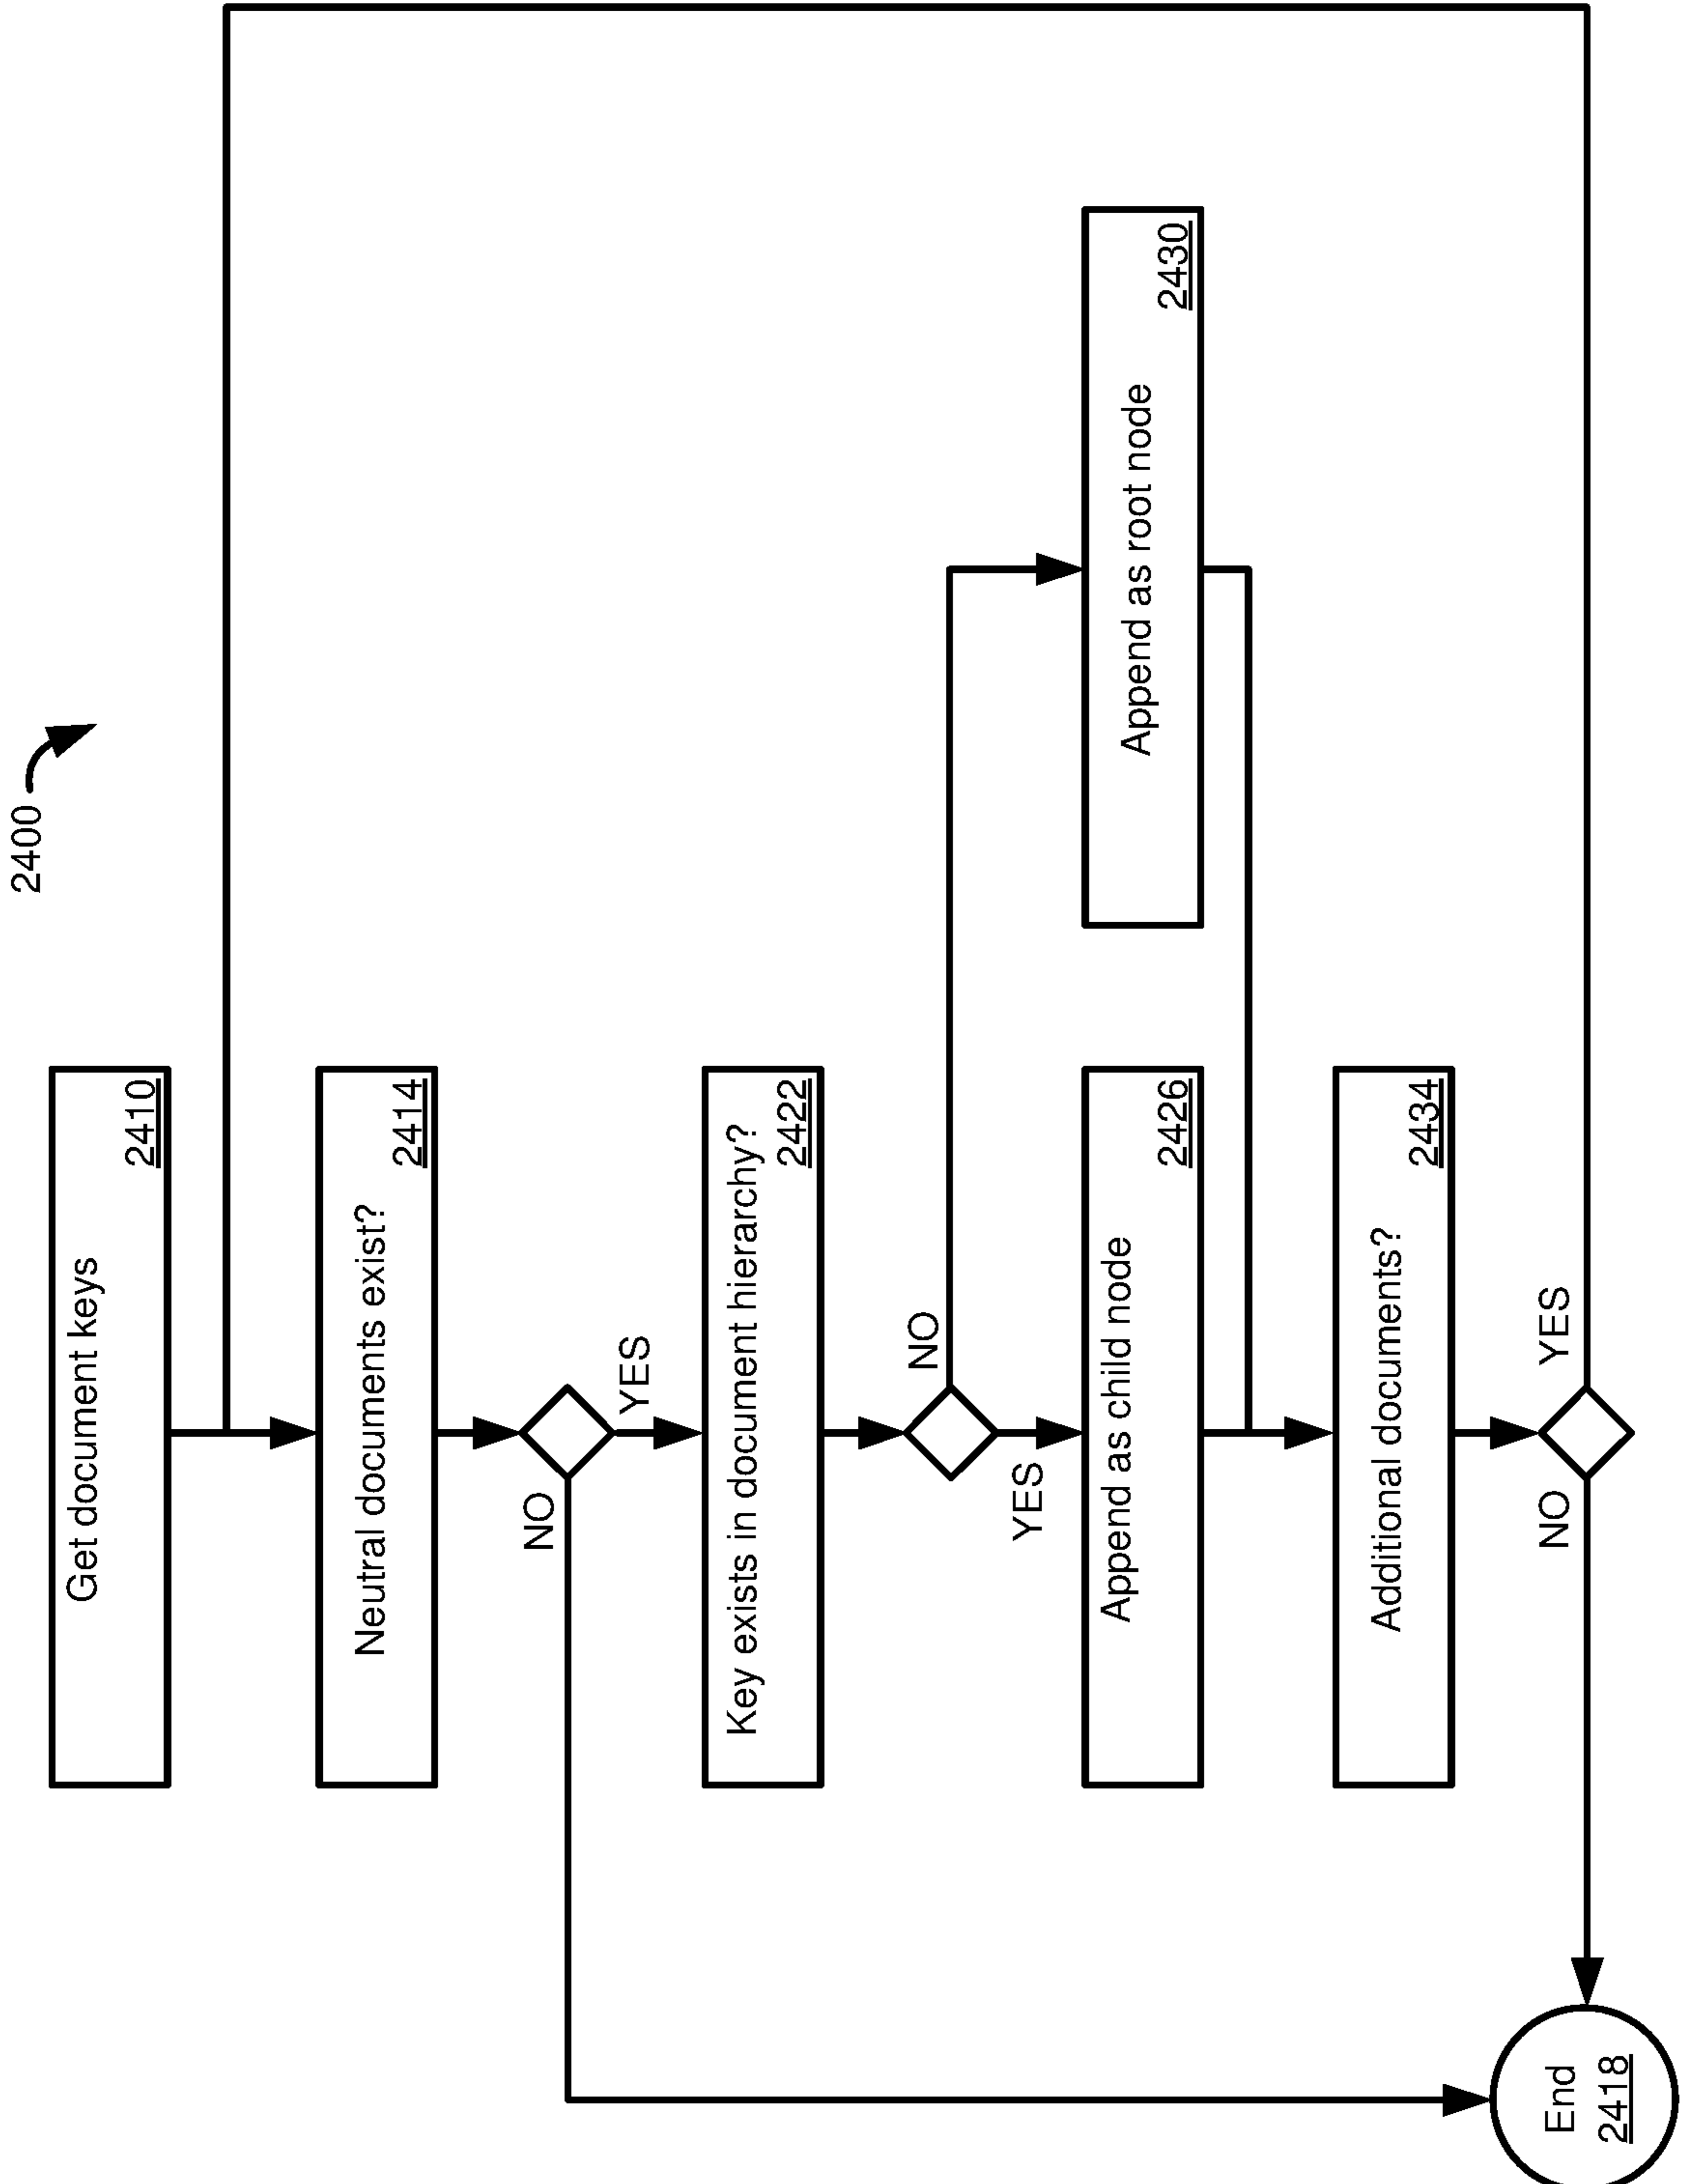 2400
Get document keys
2410
Neutral documents exist?
2414
NO
YES
Key exists in document hierarchy?
2422
NO
YES
Append as child node
2426
Append as root node
2430
Additional documents?
2434
NO
YES
End
2418